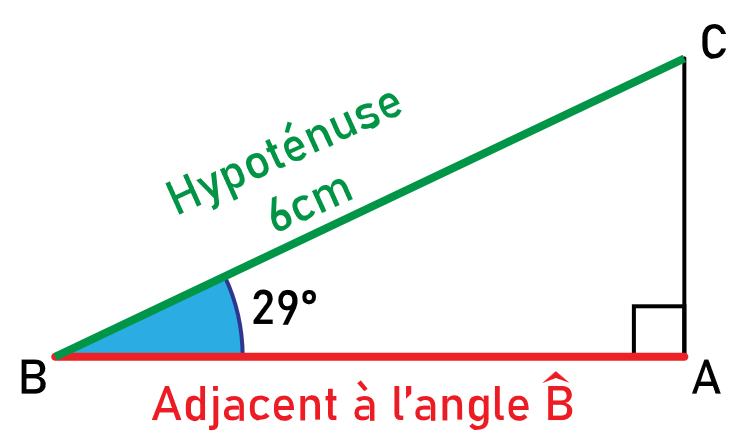 C
Hypoténuse
6cm
29°
B
A
Adjacent à l'angle B̂